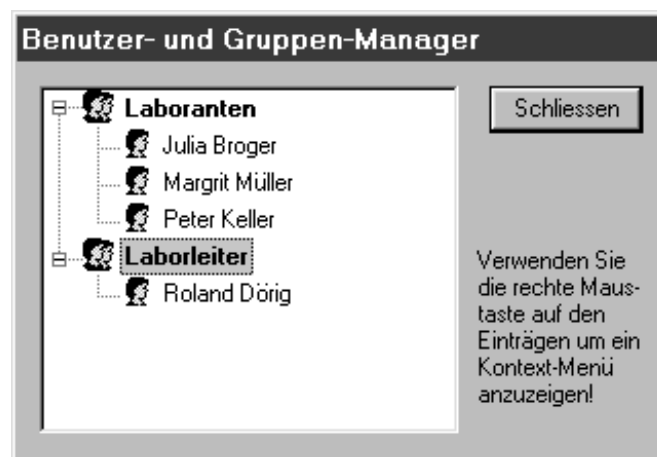 Benutzer- und Gruppen-Manager
Laboranten
Schliessen
Julia Broger
Margrit Müller
Peter Keller
Laborleiter
Roland Dörig
Verwenden Sie
die rechte Maus-
taste auf den
Einträgen um ein
Kontext-Menü
anzuzeigen!